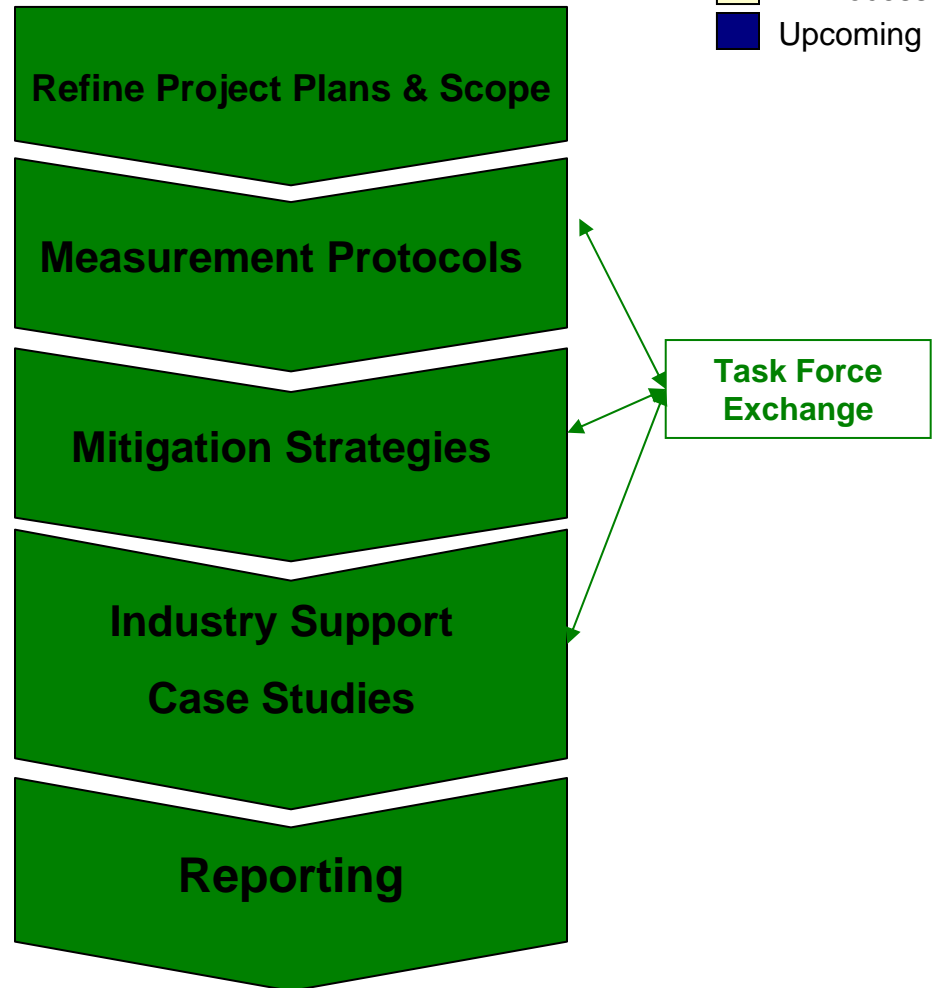 Upcoming
Refine Project Plans & Scope
Measurement Protocols
Task Force
Exchange
Mitigation Strategies
Industry Support
Case Studies
Reporting